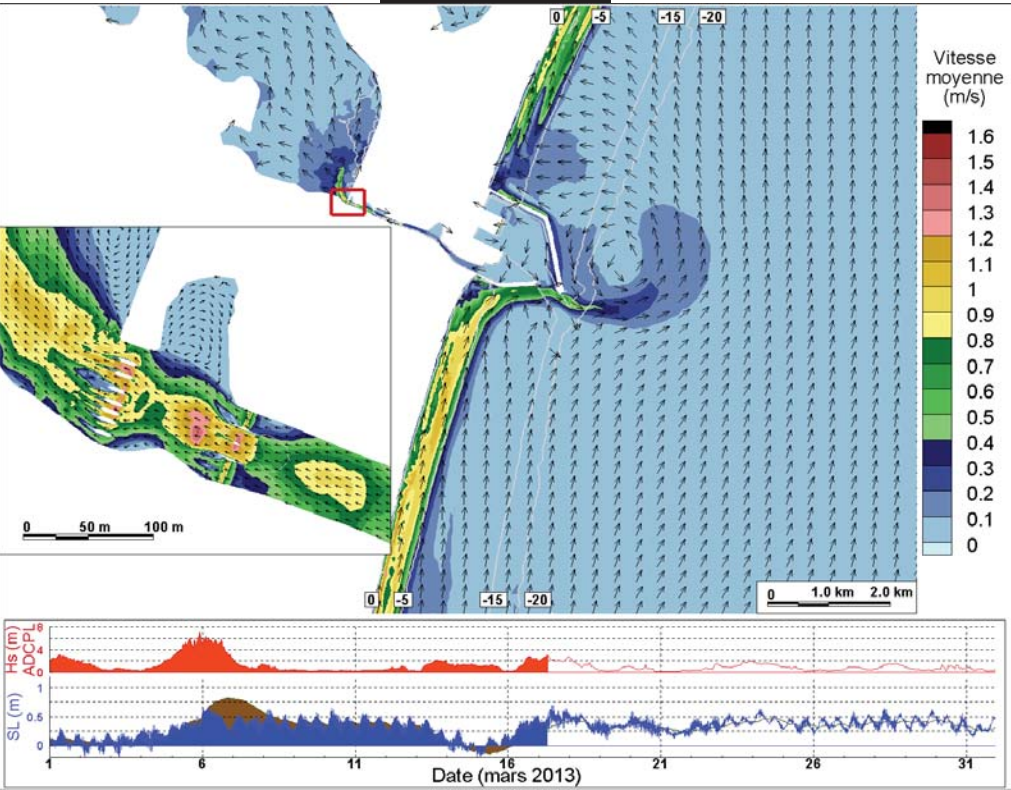 0 -5 -15 -20
Vitesse
moyenne
(m/s)
1.6
1.5
1.4
1.3
1.2
1.1
1
0.9
0.8
0.7
0.6
0.5
0.4
0.3
0.2
0.1
0
0 50 m 100 m
0 1.0 km 2.0 km
0 -5 -15 -20
Hs (m)
ADCPL
8
4
0
SL (m)
1
0.5
0
1 6 11 16 21 26 31
Date (mars 2013)